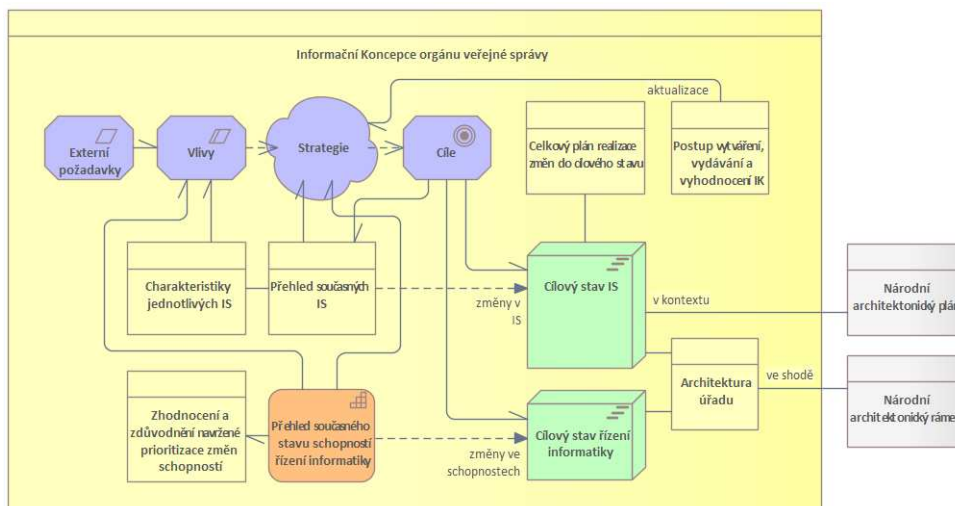 Informační Koncepce orgánu veřejné správy
aktualizace
Externí
požadavky
Vlivy
Strategie
Cíle
Celkový plán realizace
změn do cílového stavu
Postup vytváření,
vydávání a
vyhodnocení IK
Charakteristiky
jednotlivých IS
Přehled současných
IS
změny v
IS
Cílový stav IS
v kontextu
Národní
architektonický plán
Zhodnocení a
zdůvodnění navržené
prioritizace změn
schopností
Přehled současného
stavu schopností
řízení informatiky
změny ve
schopnostech
Cílový stav řízení
informatiky
Architektura
úřadu
ve shodě
Národní
architektonický rámec